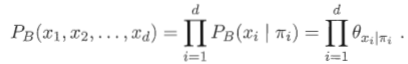 P_B(x_1, x_2, \ldots, x_d) = \prod_{i=1}^{d} P_B(x_i \mid \pi_i) = \prod_{i=1}^{d} \theta_{x_i|\pi_i} .